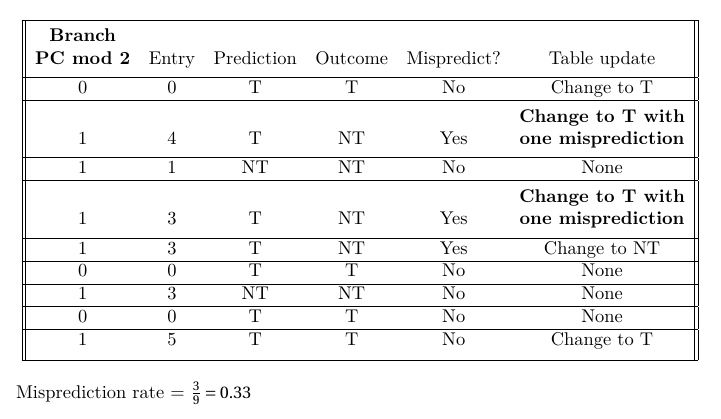 Branch
PC mod 2 Entry Prediction Outcome Mispredict? Table update
0 0 T T No Change to T
Change to T with
1 4 T NT Yes one misprediction
1 1 NT NT No None
Change to T with
1 3 T NT Yes one misprediction
1 3 T NT Yes Change to NT
0 0 T T No None
1 3 NT NT No None
0 0 T T No None
1 5 T T No Change to T
Misprediction rate = 3/9 = 0.33